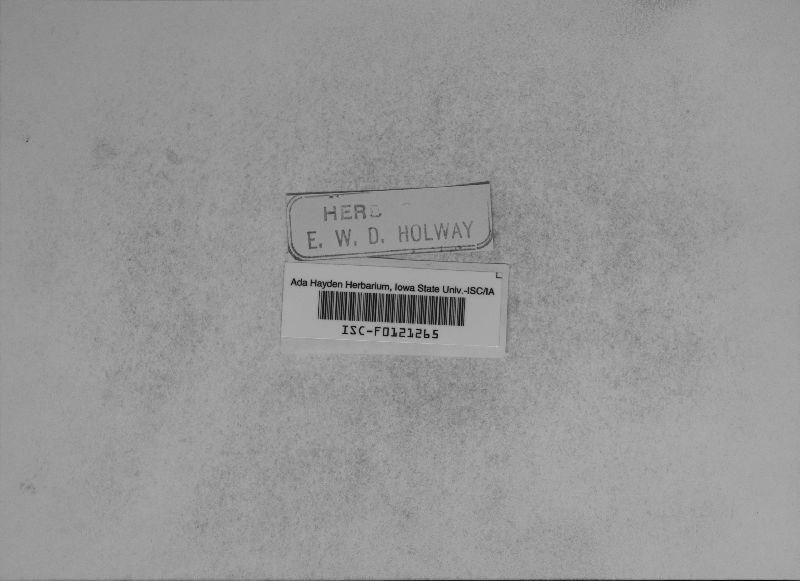 HERB
E. W. D. HOLWAY
Ada Hayden Herbarium, Iowa State Univ.-ISC/IA
ISC-F0121265